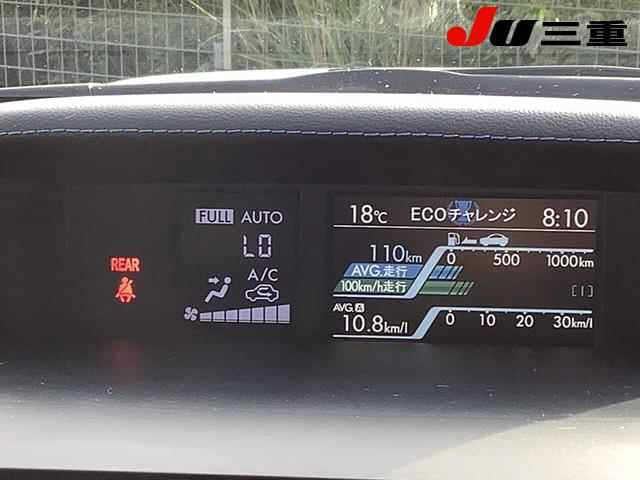 JU三重
FULL AUTO
LO
A/C
REAR
18℃ ECOチャレンジ 8:10
110km
0 500 1000km
AVG.走行
100km/h走行
[1]
AVG.A
10.8km/l
0 10 20 30km/l